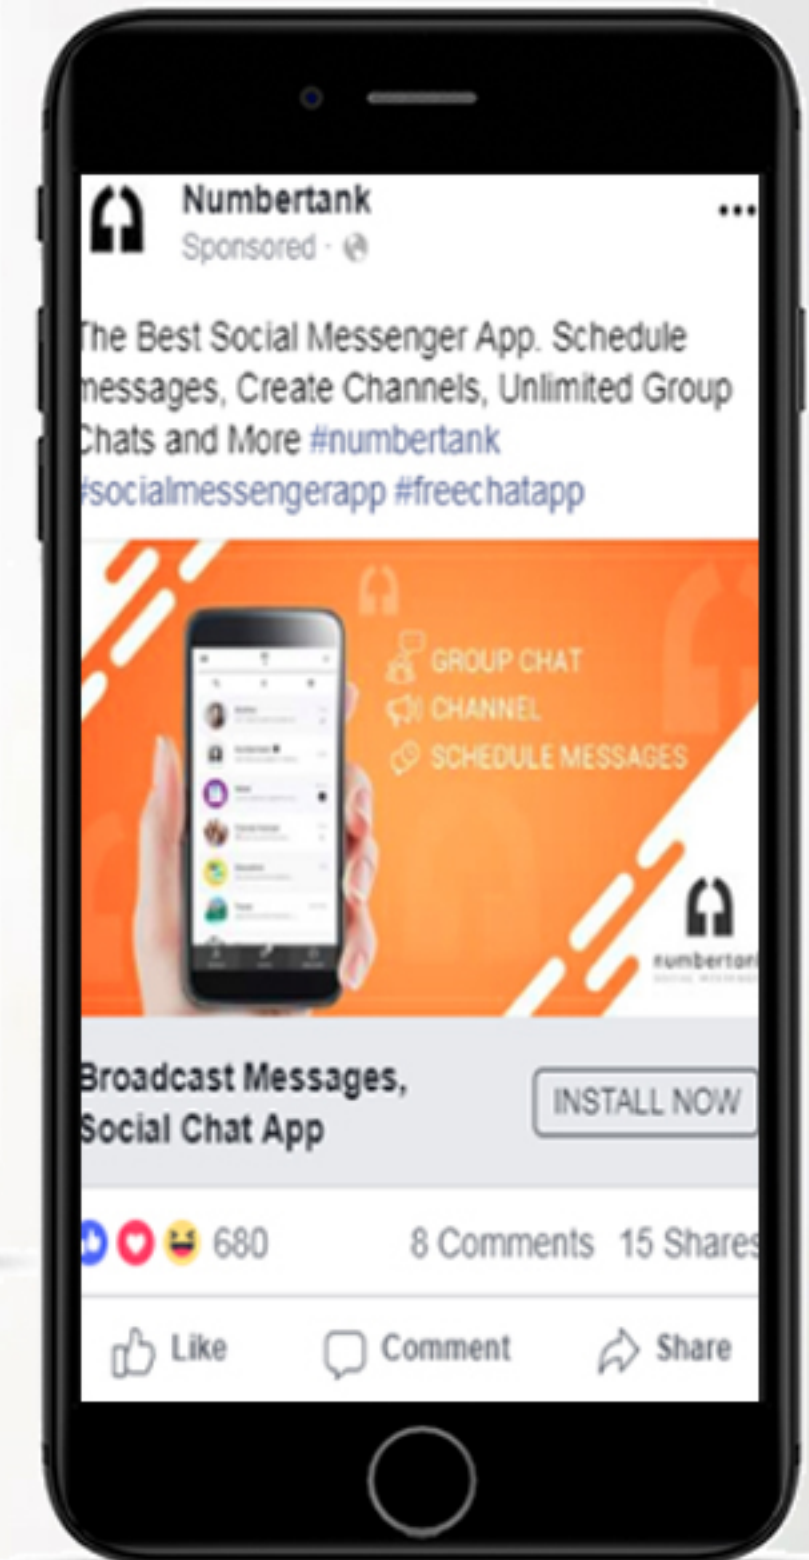 Numbertank
Sponsored ·
The Best Social Messenger App. Schedule
messages, Create Channels, Unlimited Group
Chats and More #numbertank
#socialmessengerapp #freechatapp
GROUP CHAT
CHANNEL
SCHEDULE MESSAGES
numbertank
Broadcast Messages,
Social Chat App
INSTALL NOW
680 8 Comments 15 Shares
Like Comment Share